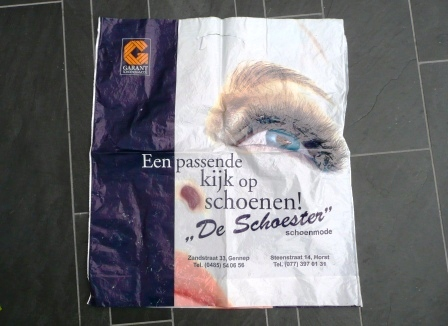 GARANT
Een passende
kijk op
schoenen!
„De Schoester"
schoenmode
Zandstraat 33, Gennep
Tel. (0485) 54 06 56
Steenstraat 14, Horst
Tel. (077) 397 61 31